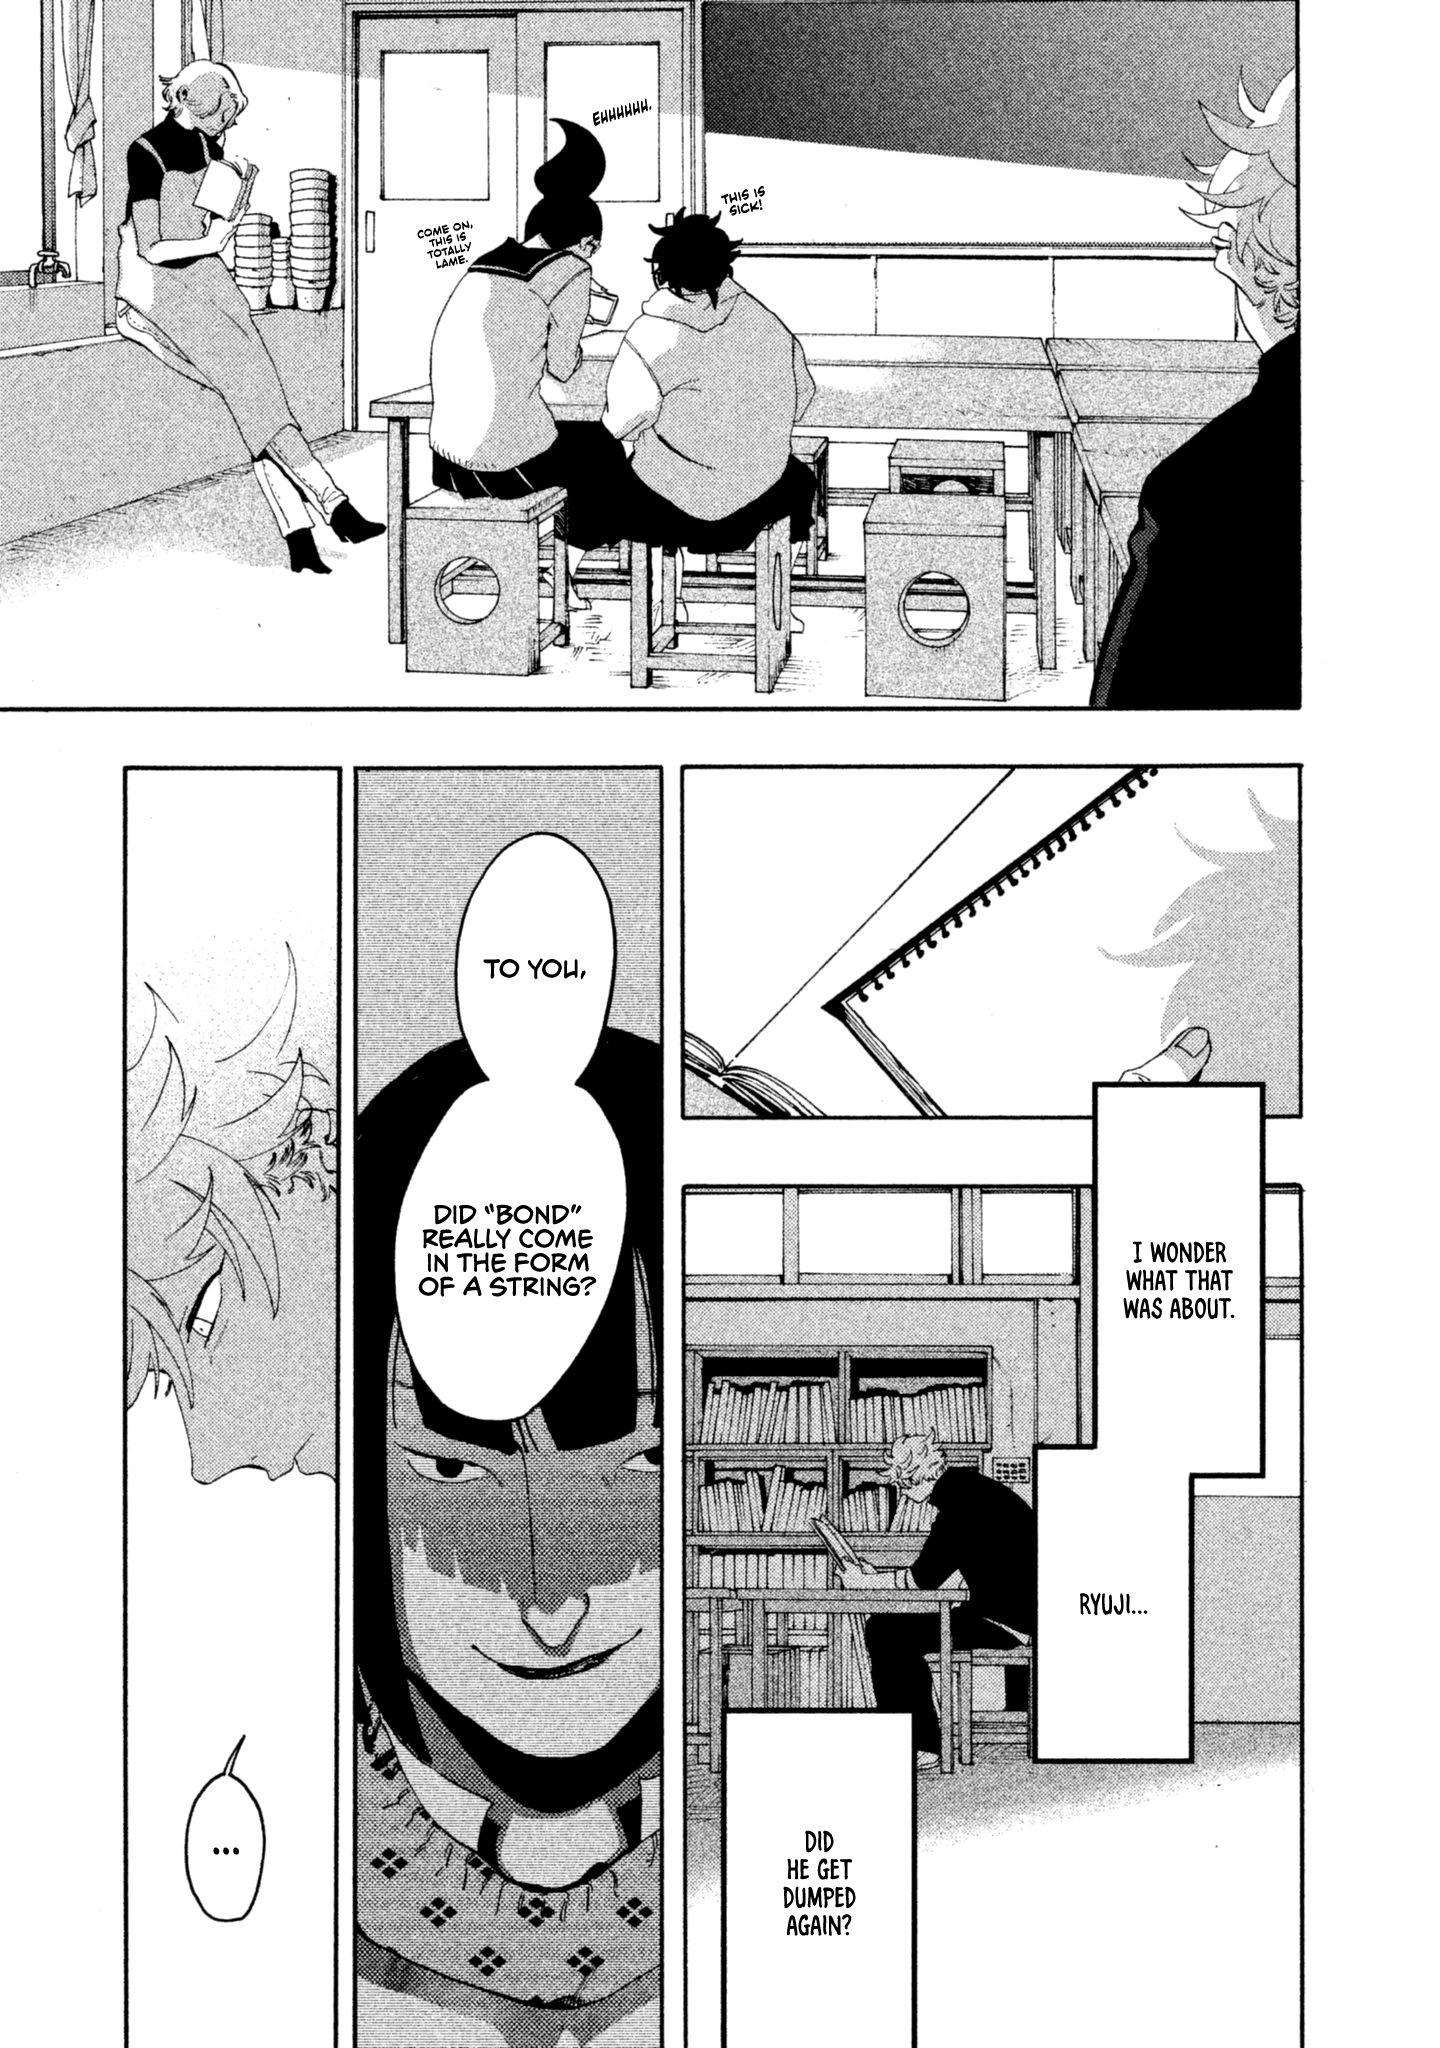 EHHHHHH.
THIS IS
SICK!
COME ON,
THIS IS
TOTALLY
LAME.
I WONDER
WHAT THAT
WAS ABOUT.
RYUJI...
DID
HE GET
DUMPED
AGAIN?
TO YOU,
DID “BOND”
REALLY COME
IN THE FORM
OF A STRING?
...